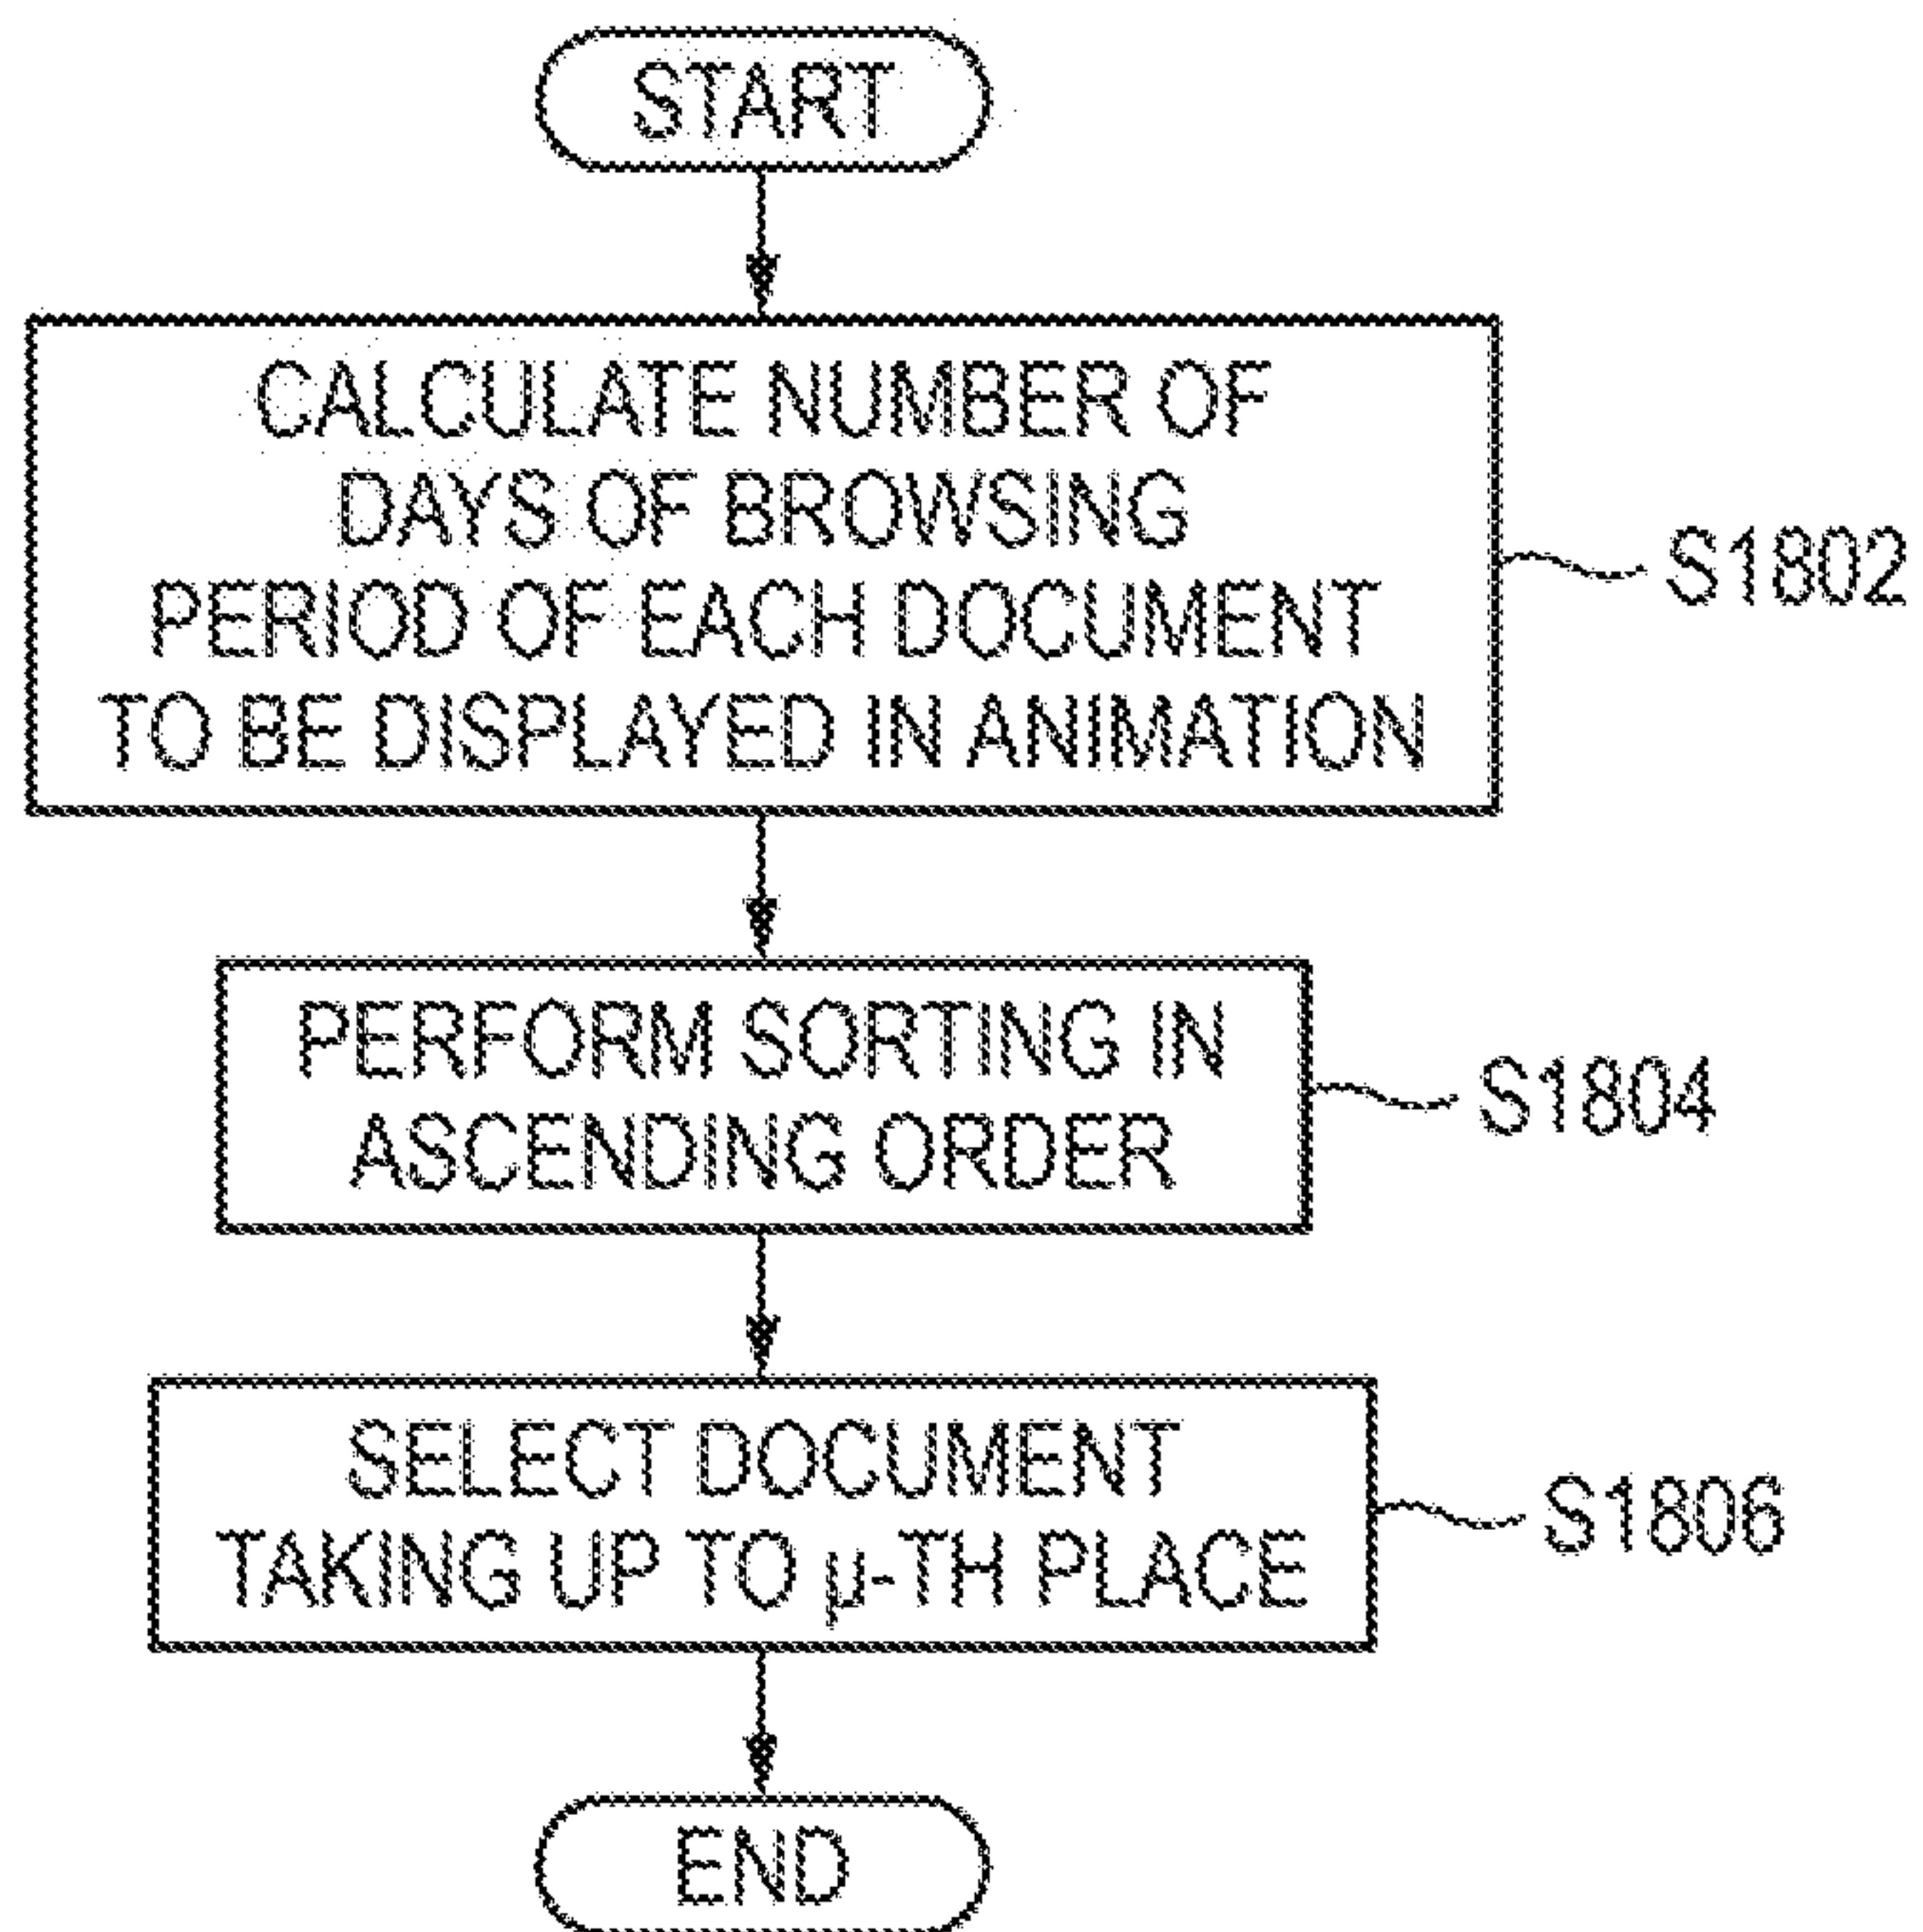 START
CALCULATE NUMBER OF
DAYS OF BROWSING
PERIOD OF EACH DOCUMENT
TO BE DISPLAYED IN ANIMATION
S1802
PERFORM SORTING IN
ASCENDING ORDER
S1804
SELECT DOCUMENT
TAKING UP TO μ-TH PLACE
S1806
END